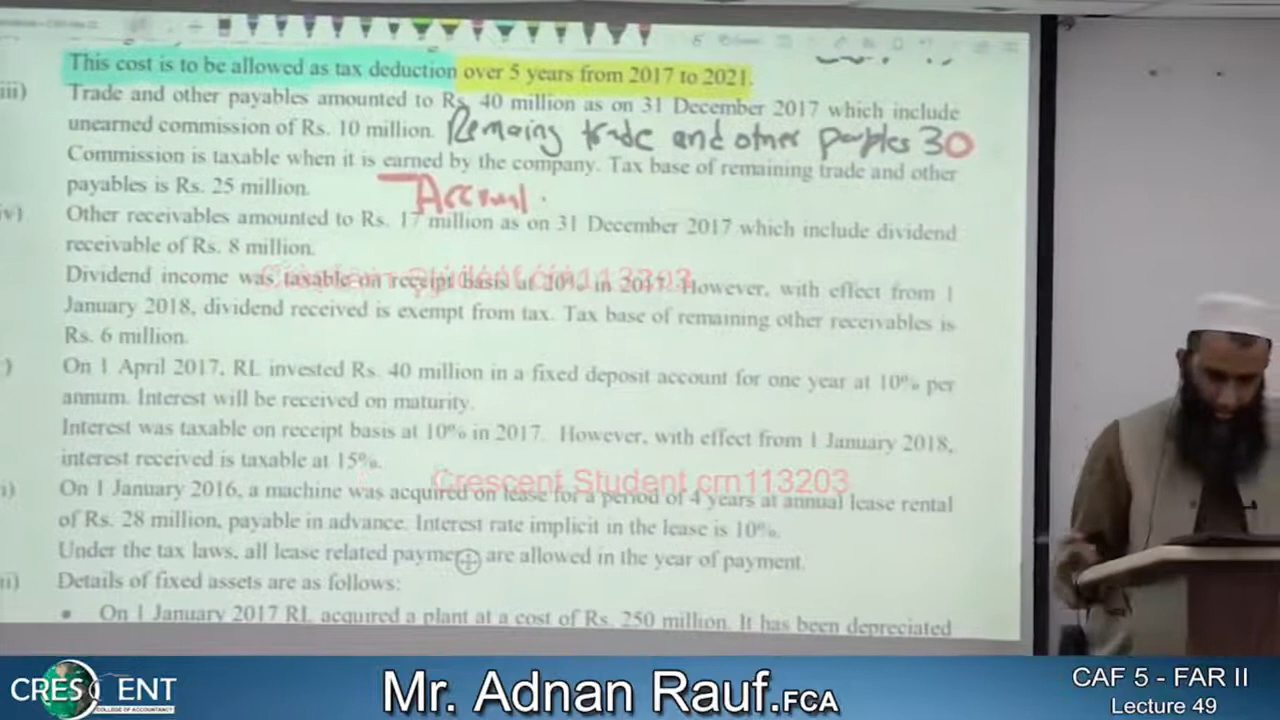 This cost is to be allowed as tax deduction over 5 years from 2017 to 2021.
iii) Trade and other payables amounted to Rs. 40 million as on 31 December 2017 which include
unearned commission of Rs. 10 million. Remaing trade and other paybles 30
Commission is taxable when it is earned by the company. Tax base of remaining trade and other
payables is Rs. 25 million. Accrual.
iv) Other receivables amounted to Rs. 17 million as on 31 December 2017 which include dividend
receivable of Rs. 8 million.
Dividend income was taxable on receipt basis at 20% in 2017. However, with effect from 1
January 2018, dividend received is exempt from tax. Tax base of remaining other receivables is
Rs. 6 million.
) On 1 April 2017, RL invested Rs. 40 million in a fixed deposit account for one year at 10% per
annum. Interest will be received on maturity.
Interest was taxable on receipt basis at 10% in 2017. However, with effect from 1 January 2018,
interest received is taxable at 15%.
Crescent Student crn113203
i) On 1 January 2016, a machine was acquired on lease for a period of 4 years at annual lease rental
of Rs. 28 million, payable in advance. Interest rate implicit in the lease is 10%.
Under the tax laws, all lease related payments are allowed in the year of payment.
ii) Details of fixed assets are as follows:
• On 1 January 2017 RL acquired a plant at a cost of Rs. 250 million. It has been depreciated
CRESCENT
COLLEGE OF ACCOUNTANCY
Mr. Adnan Rauf.FCA
CAF 5 - FAR II
Lecture 49